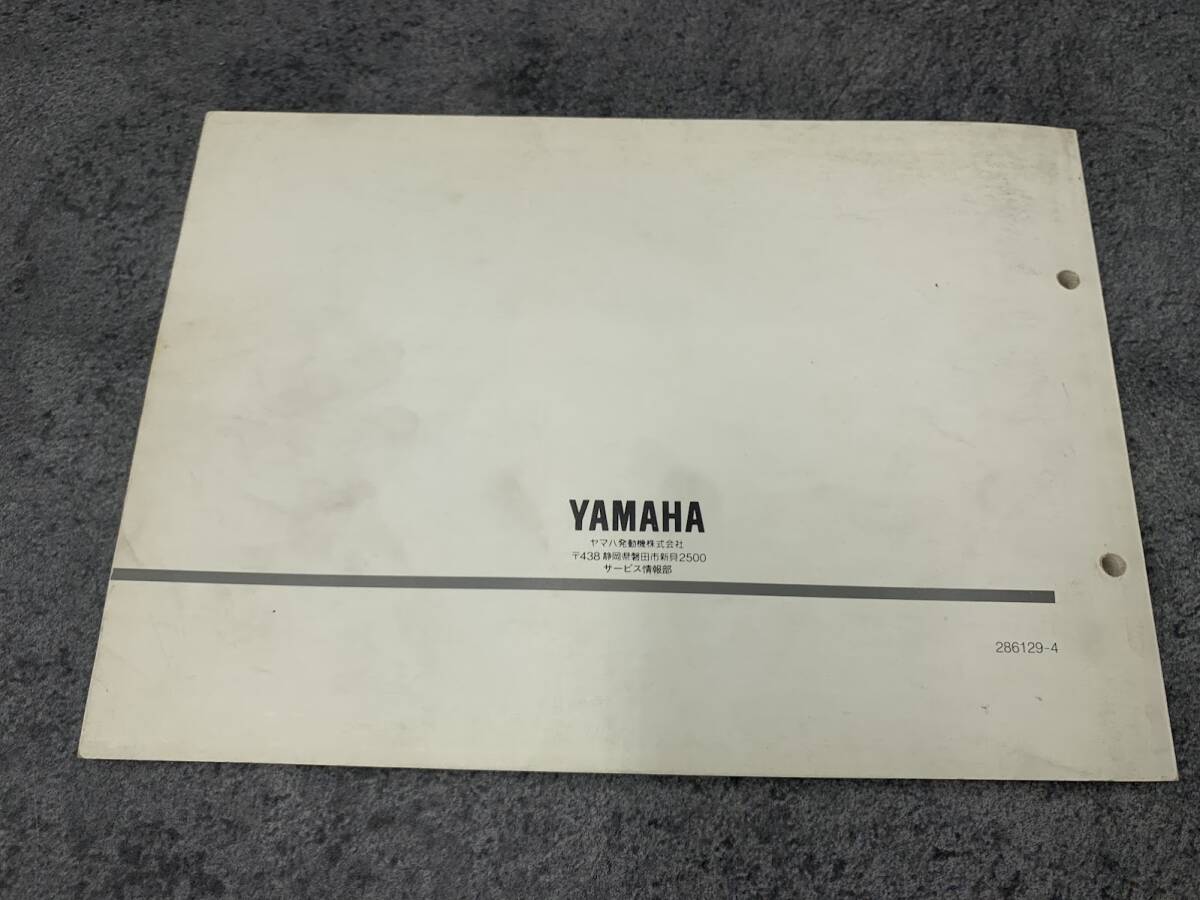 YAMAHA
ヤマハ発動機株式会社
〒438 静岡県磐田市新貝2500
サービス情報部
286129-4